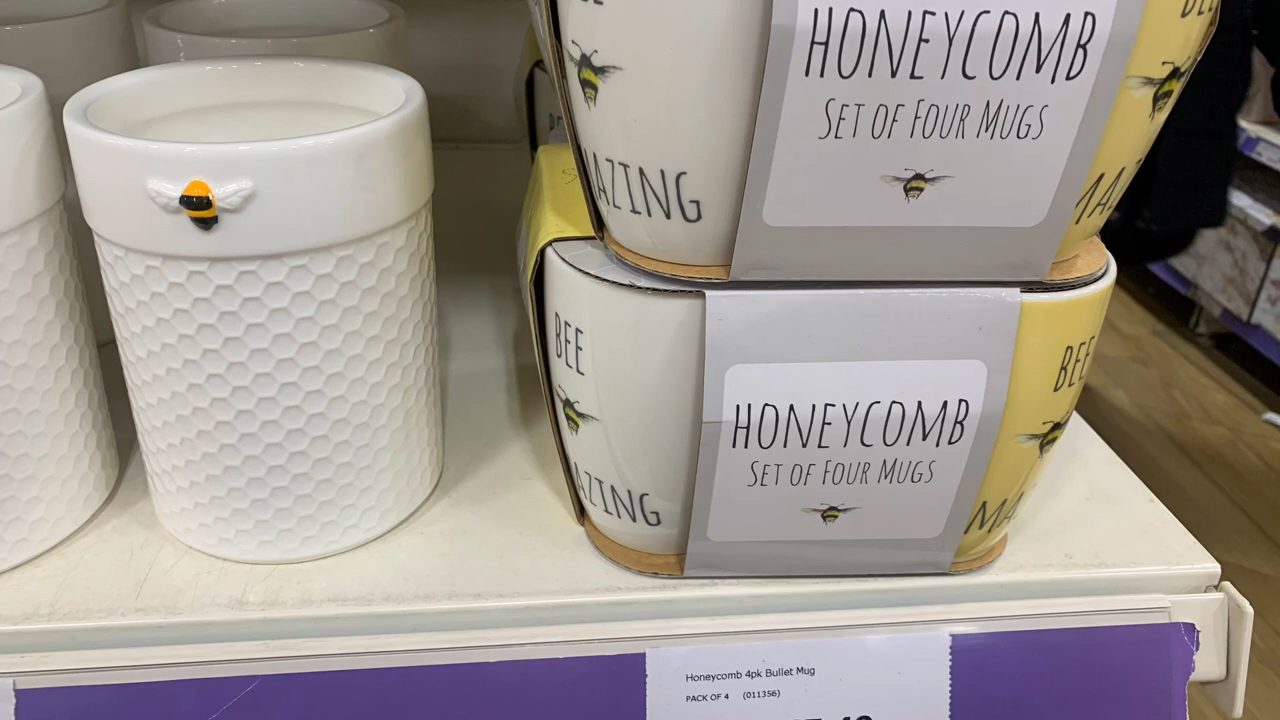 HONEYCOMB
SET OF FOUR MUGS
AZING
BEE
AZING
HONEYCOMB
SET OF FOUR MUGS
BEE
Honeycomb 4pk Bullet Mug
PACK OF 4 (011356)